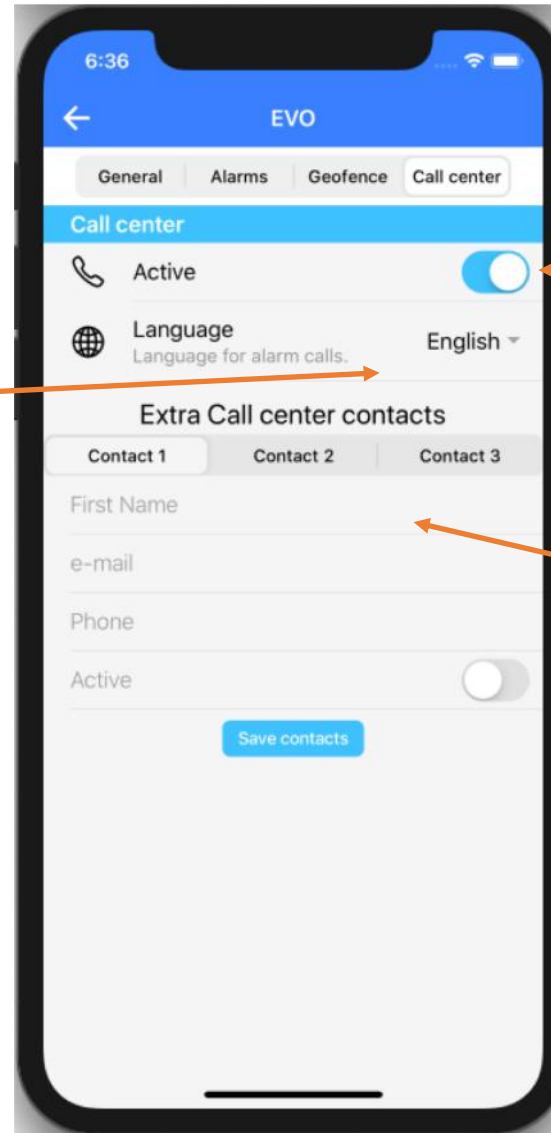 6:36
EVO
General Alarms Geofence Call center
Call center
Active
Language English
Language for alarm calls.
Extra Call center contacts
Contact 1 Contact 2 Contact 3
First Name
e-mail
Phone
Active
Save contacts